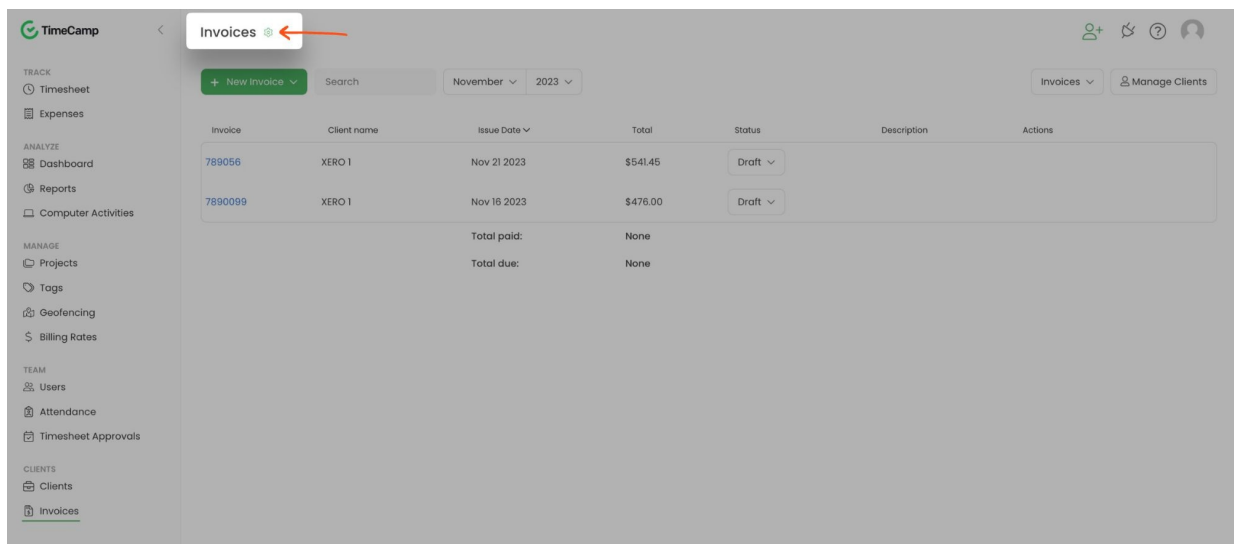 TimeCamp
Invoices
TRACK
Timesheet
Expenses
ANALYZE
Dashboard
Reports
Computer Activities
MANAGE
Projects
Tags
Geofencing
Billing Rates
TEAM
Users
Attendance
Timesheet Approvals
CLIENTS
Clients
Invoices
+ New Invoice Search November 2023 Invoices Manage Clients
Invoice Client name Issue Date Total Status Description Actions
789056 XERO 1 Nov 21 2023 $541.45 Draft
7890099 XERO 1 Nov 16 2023 $476.00 Draft
Total paid: None
Total due: None